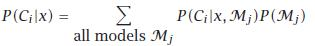 P(C_i|x) = ∑ P(C_i|x, ℳ_j)P(ℳ_j)
all models ℳ_j